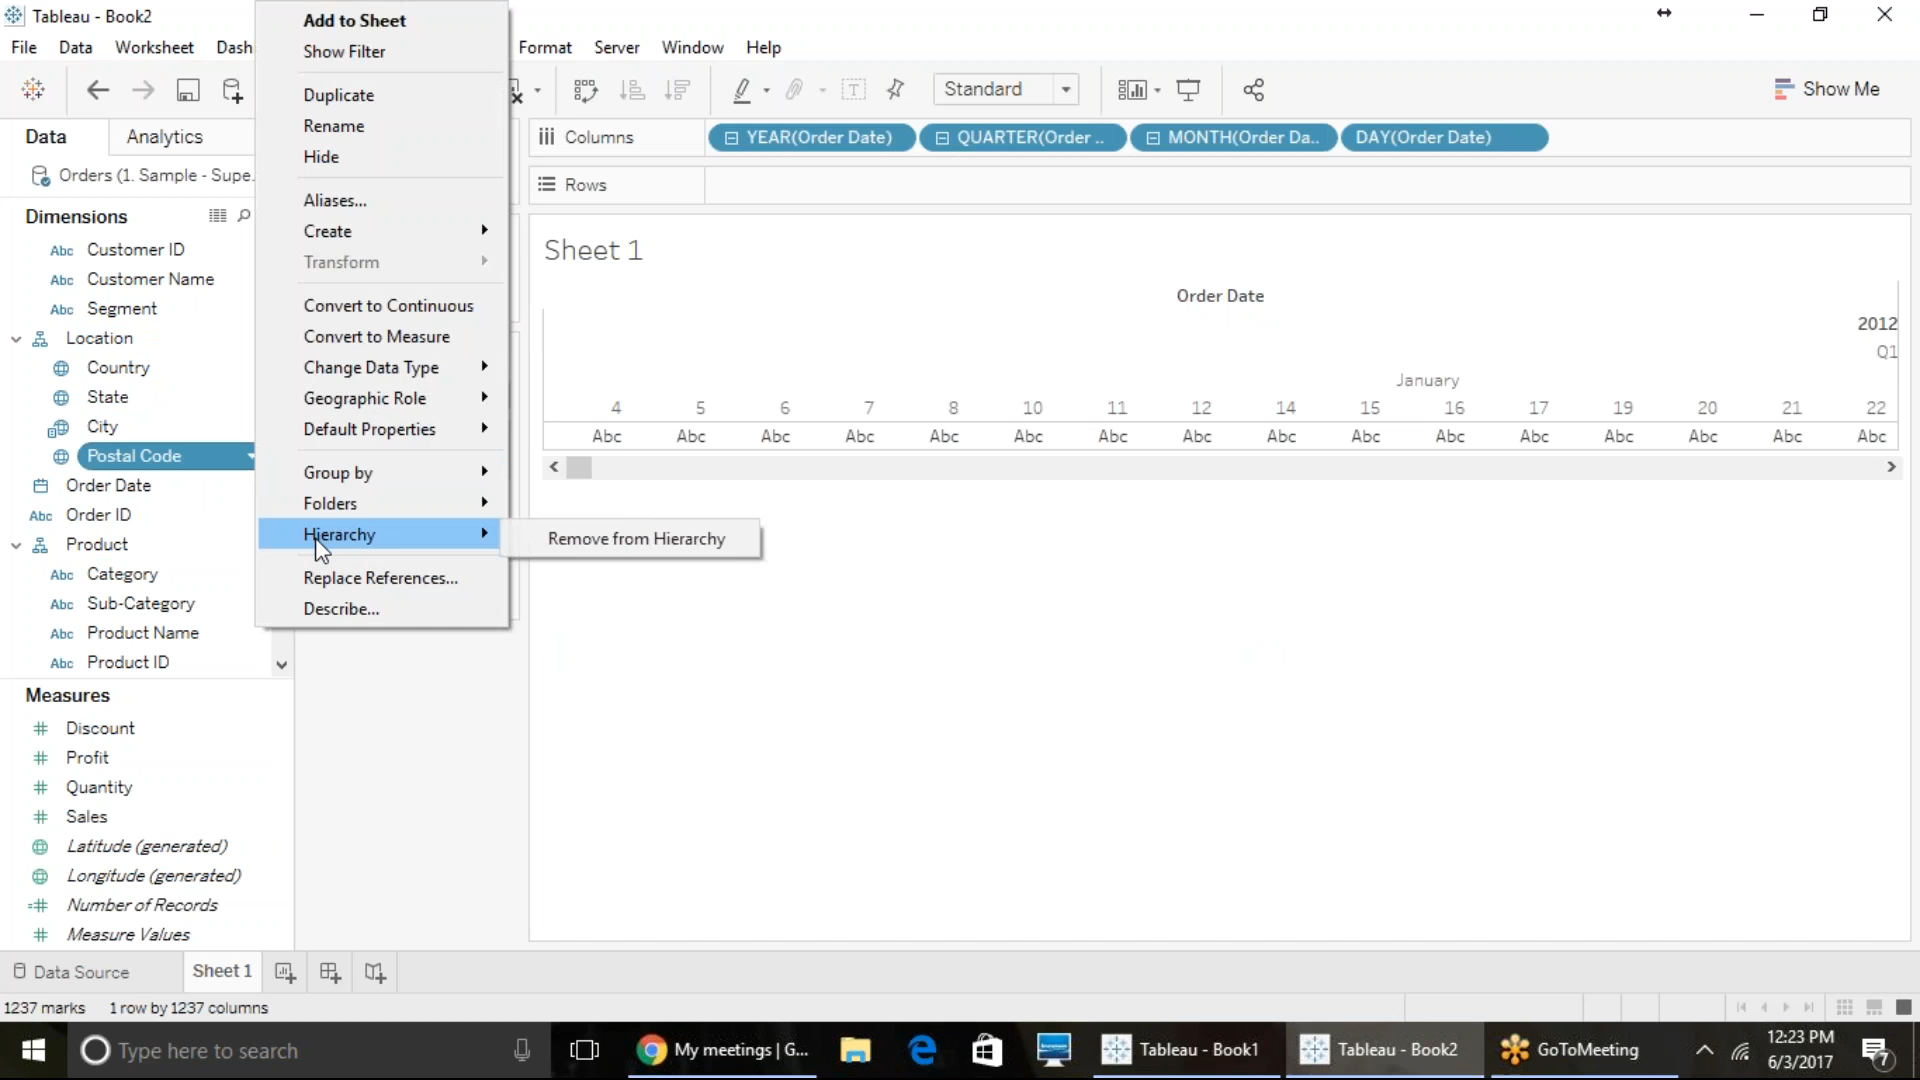 Tableau - Book2
File Data Worksheet Dash Format Server Window Help
Add to Sheet
Show Filter
Duplicate
Rename
Hide
Aliases...
Create
Transform
Convert to Continuous
Convert to Measure
Change Data Type
Geographic Role
Default Properties
Group by
Folders
Hierarchy
Replace References...
Describe...
Remove from Hierarchy
Standard
Show Me
Data Analytics
Orders (1. Sample - Supe.
Dimensions
Abc Customer ID
Abc Customer Name
Abc Segment
Location
Country
State
City
Postal Code
Order Date
Abc Order ID
Product
Abc Category
Abc Sub-Category
Abc Product Name
Abc Product ID
Measures
# Discount
# Profit
# Quantity
# Sales
Latitude (generated)
Longitude (generated)
=# Number of Records
# Measure Values
Columns YEAR(Order Date) QUARTER(Order .. MONTH(Order Da.. DAY(Order Date)
Rows
Sheet 1
Order Date
2012
Q1
January
4 5 6 7 8 10 11 12 14 15 16 17 19 20 21 22
Abc Abc Abc Abc Abc Abc Abc Abc Abc Abc Abc Abc Abc Abc Abc Abc
Data Source Sheet 1
1237 marks 1 row by 1237 columns
Type here to search
My meetings | G...
Tableau - Book1
Tableau - Book2
GoToMeeting
12:23 PM
6/3/2017
7